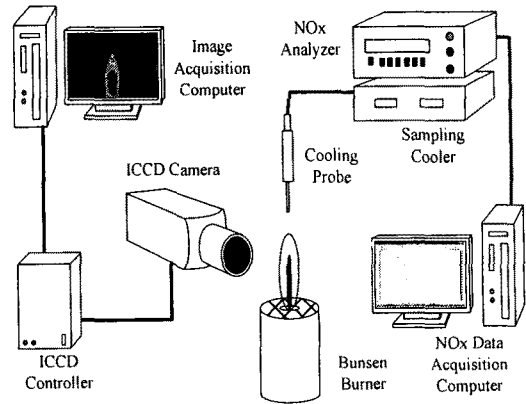 Image
Acquisition
Computer
NOx
Analyzer
Sampling
Cooler
Cooling
Probe
ICCD Camera
ICCD
Controller
Bunsen
Burner
NOx Data
Acquisition
Computer